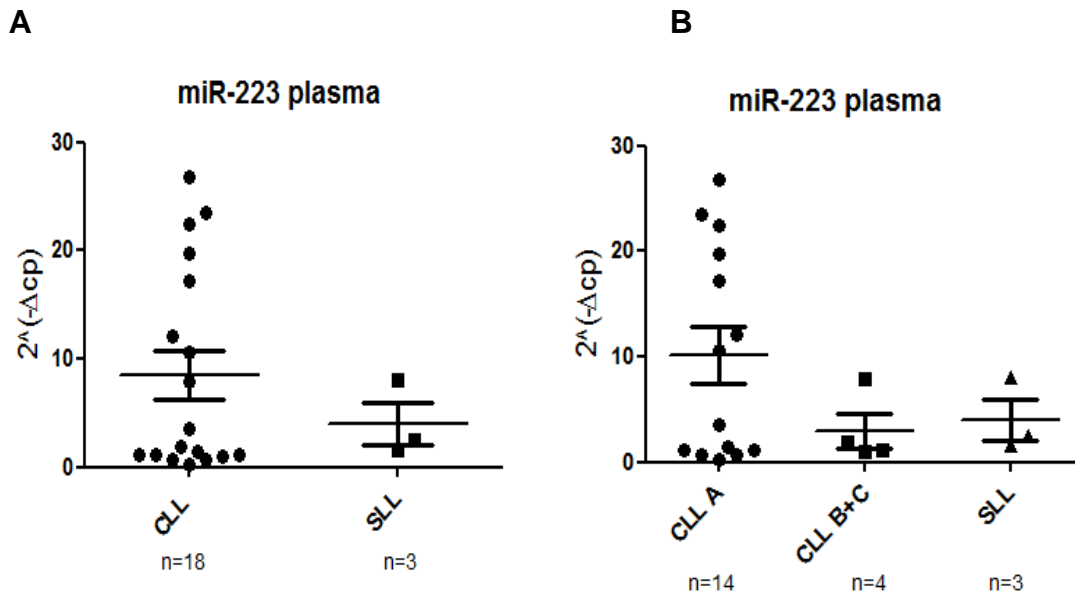 A
miR-223 plasma
2^(-Δcp)
30
20
10
0
CLL
SLL
n=18
n=3
B
miR-223 plasma
2^(-Δcp)
30
20
10
0
CLL A
CLL B+C
SLL
n=14
n=4
n=3